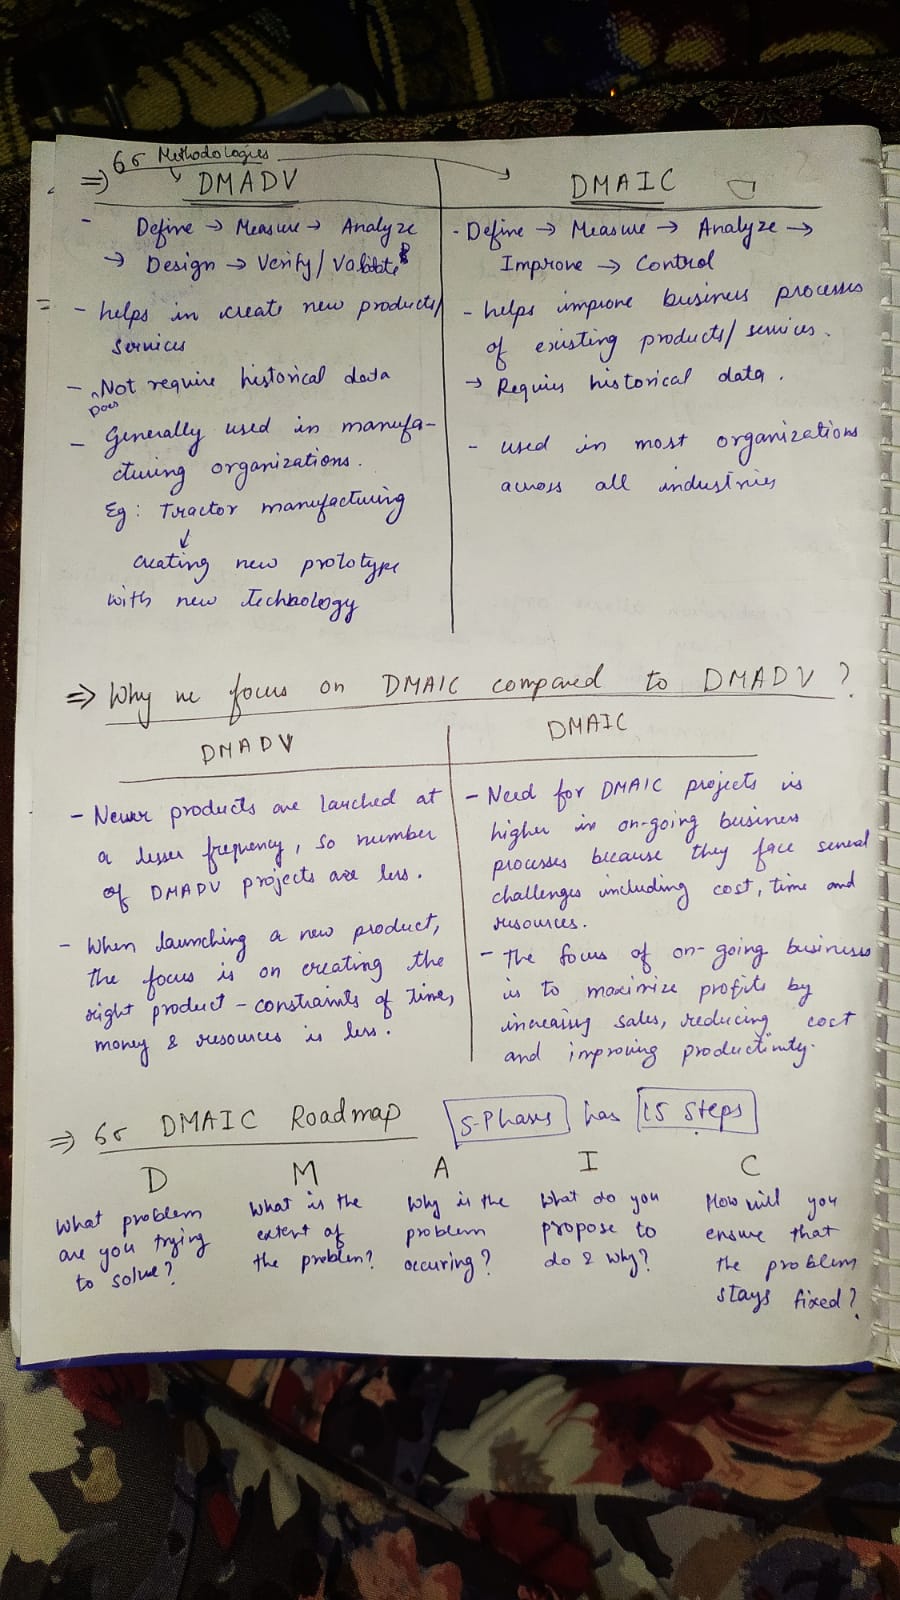 6σ Methodologies
⇒ DMADV
- Define → Measure → Analyze
→ Design → Verify/Validate
- helps in create new products/
services
- Does Not require historical data
- Generally used in manufa-
cturing organizations.
Eg: Tractor manufacturing
↓
creating new prototype
with new Technology
DMAIC
- Define → Measure → Analyze →
Improve → Control
- helps improve business processes
of existing products/services.
→ Requires historical data.
- used in most organizations
across all industries
⇒ Why we focus on DMAIC compared to DMADV?
DMADV
- Newer products are lauched at
a lesser frequency, so number
of DMADV projects are less.
- When launching a new product,
the focus is on creating the
right product - constraints of Time,
money & resources is less.
DMAIC
- Need for DMAIC projects is
higher in on-going business
processes because they face several
challenges including cost, time and
resources.
- The focus of on-going business
is to maximize profits by
increasing sales, reducing cost
and improving productivity.
⇒ 6σ DMAIC Roadmap 5-Phases has 15 Steps
D
What problem
are you trying
to solve?
M
What is the
extent of
the problem?
A
Why is the
problem
occuring?
I
What do you
propose to
do & why?
C
How will you
ensure that
the problem
stays fixed?